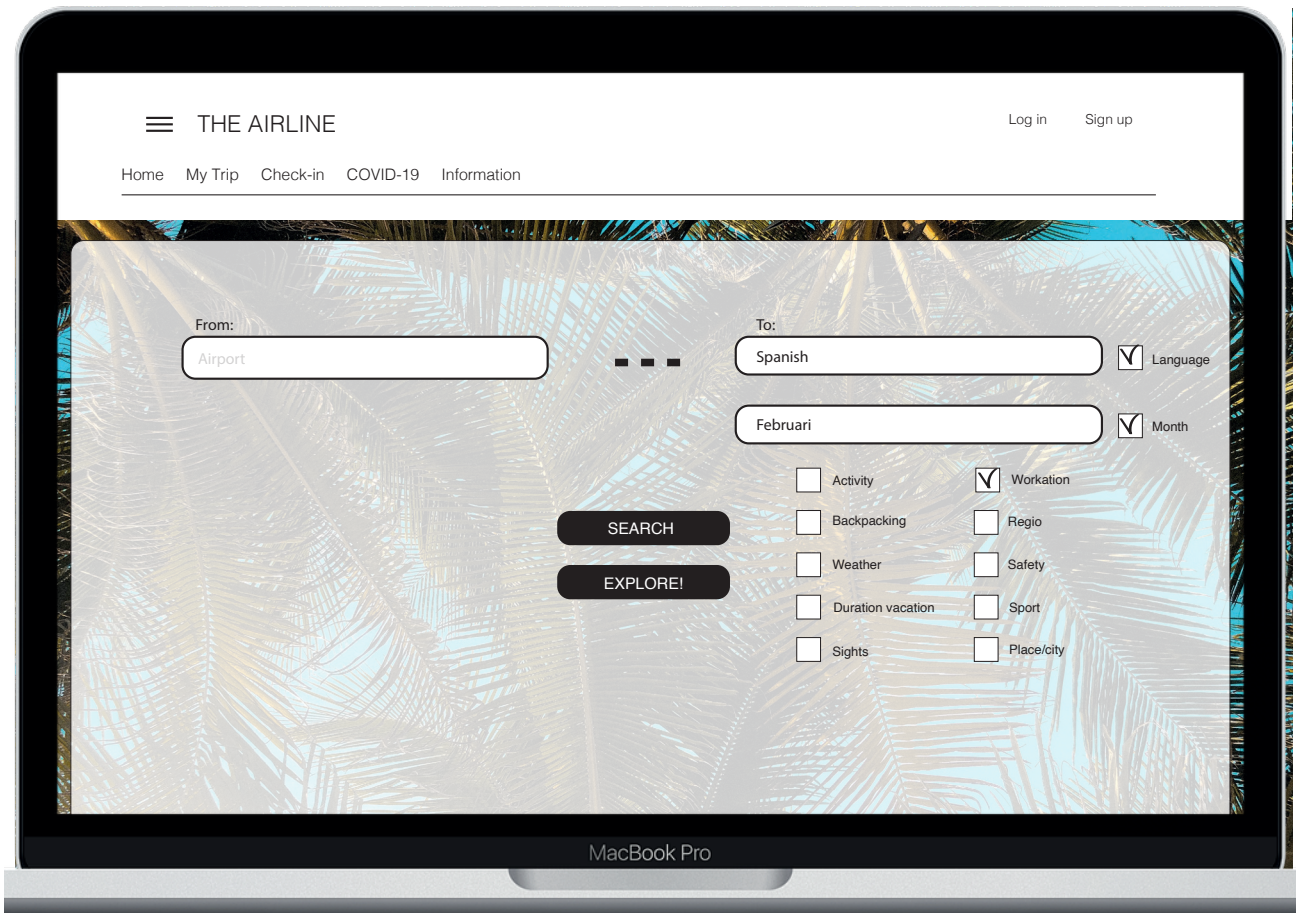 THE AIRLINE
Log in Sign up
Home My Trip Check-in COVID-19 Information
From:
Airport
To:
Spanish
Language
Februari
Month
Activity
Workation
Backpacking
Regio
Weather
Safety
Duration vacation
Sport
Sights
Place/city
SEARCH
EXPLORE!
MacBook Pro